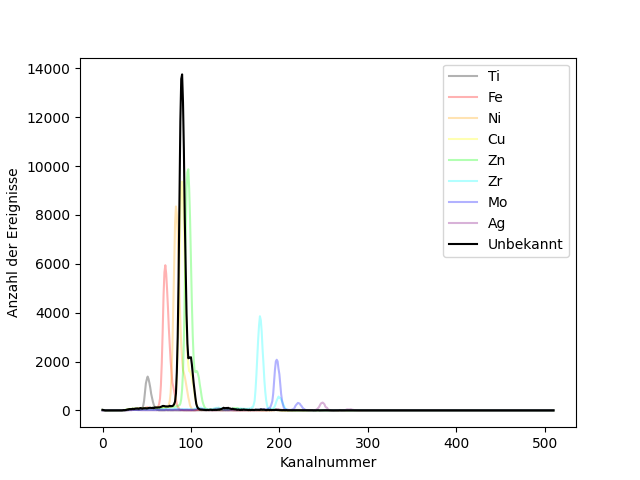 14000
12000
10000
8000
6000
4000
2000
0
Anzahl der Ereignisse
Ti
Fe
Ni
Cu
Zn
Zr
Mo
Ag
Unbekannt
0 100 200 300 400 500
Kanalnummer